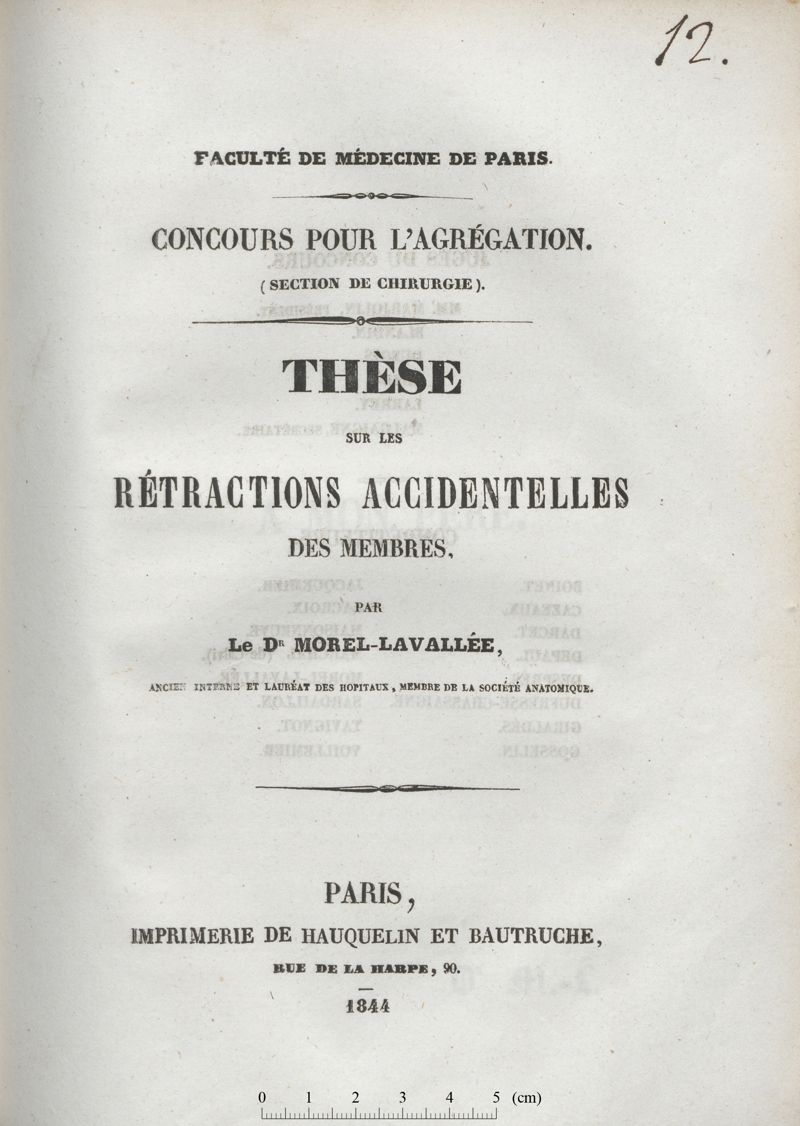 12.
FACULTÉ DE MÉDECINE DE PARIS.
CONCOURS POUR L'AGRÉGATION.
(SECTION DE CHIRURGIE).
THÈSE
SUR LES
RÉTRACTIONS ACCIDENTELLES
DES MEMBRES,
PAR
Le Dr MOREL-LAVALLÉE,
ANCIEN INTERNE ET LAURÉAT DES HOPITAUX, MEMBRE DE LA SOCIÉTÉ ANATOMIQUE.
PARIS,
IMPRIMERIE DE HAUQUELIN ET BAUTRUCHE,
RUE DE LA HARPE, 90.
1844
0 1 2 3 4 5 (cm)